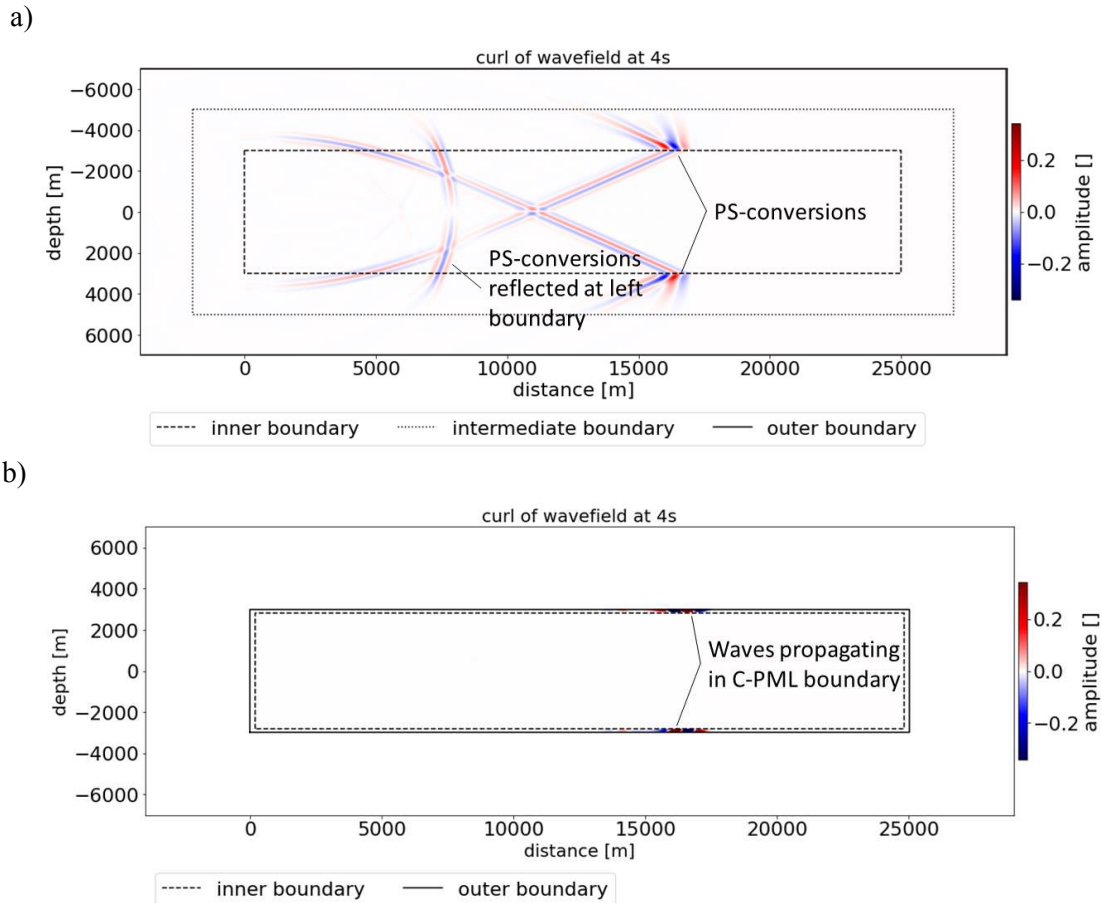 a)
curl of wavefield at 4s
−6000
−4000
−2000
0
2000
4000
6000
depth [m]
PS-conversions
PS-conversions
reflected at left
boundary
0.2
0.0
−0.2
amplitude []
0 5000 10000 15000 20000 25000
distance [m]
inner boundary intermediate boundary outer boundary
b)
curl of wavefield at 4s
6000
4000
2000
0
−2000
−4000
−6000
depth [m]
Waves propagating
in C-PML boundary
0.2
0.0
−0.2
amplitude []
0 5000 10000 15000 20000 25000
distance [m]
inner boundary outer boundary